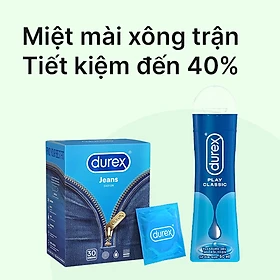 Miệt mài xông trận
Tiết kiệm đến 40%
durex
Jeans
30
durex
durex
PLAY
CLASSIC